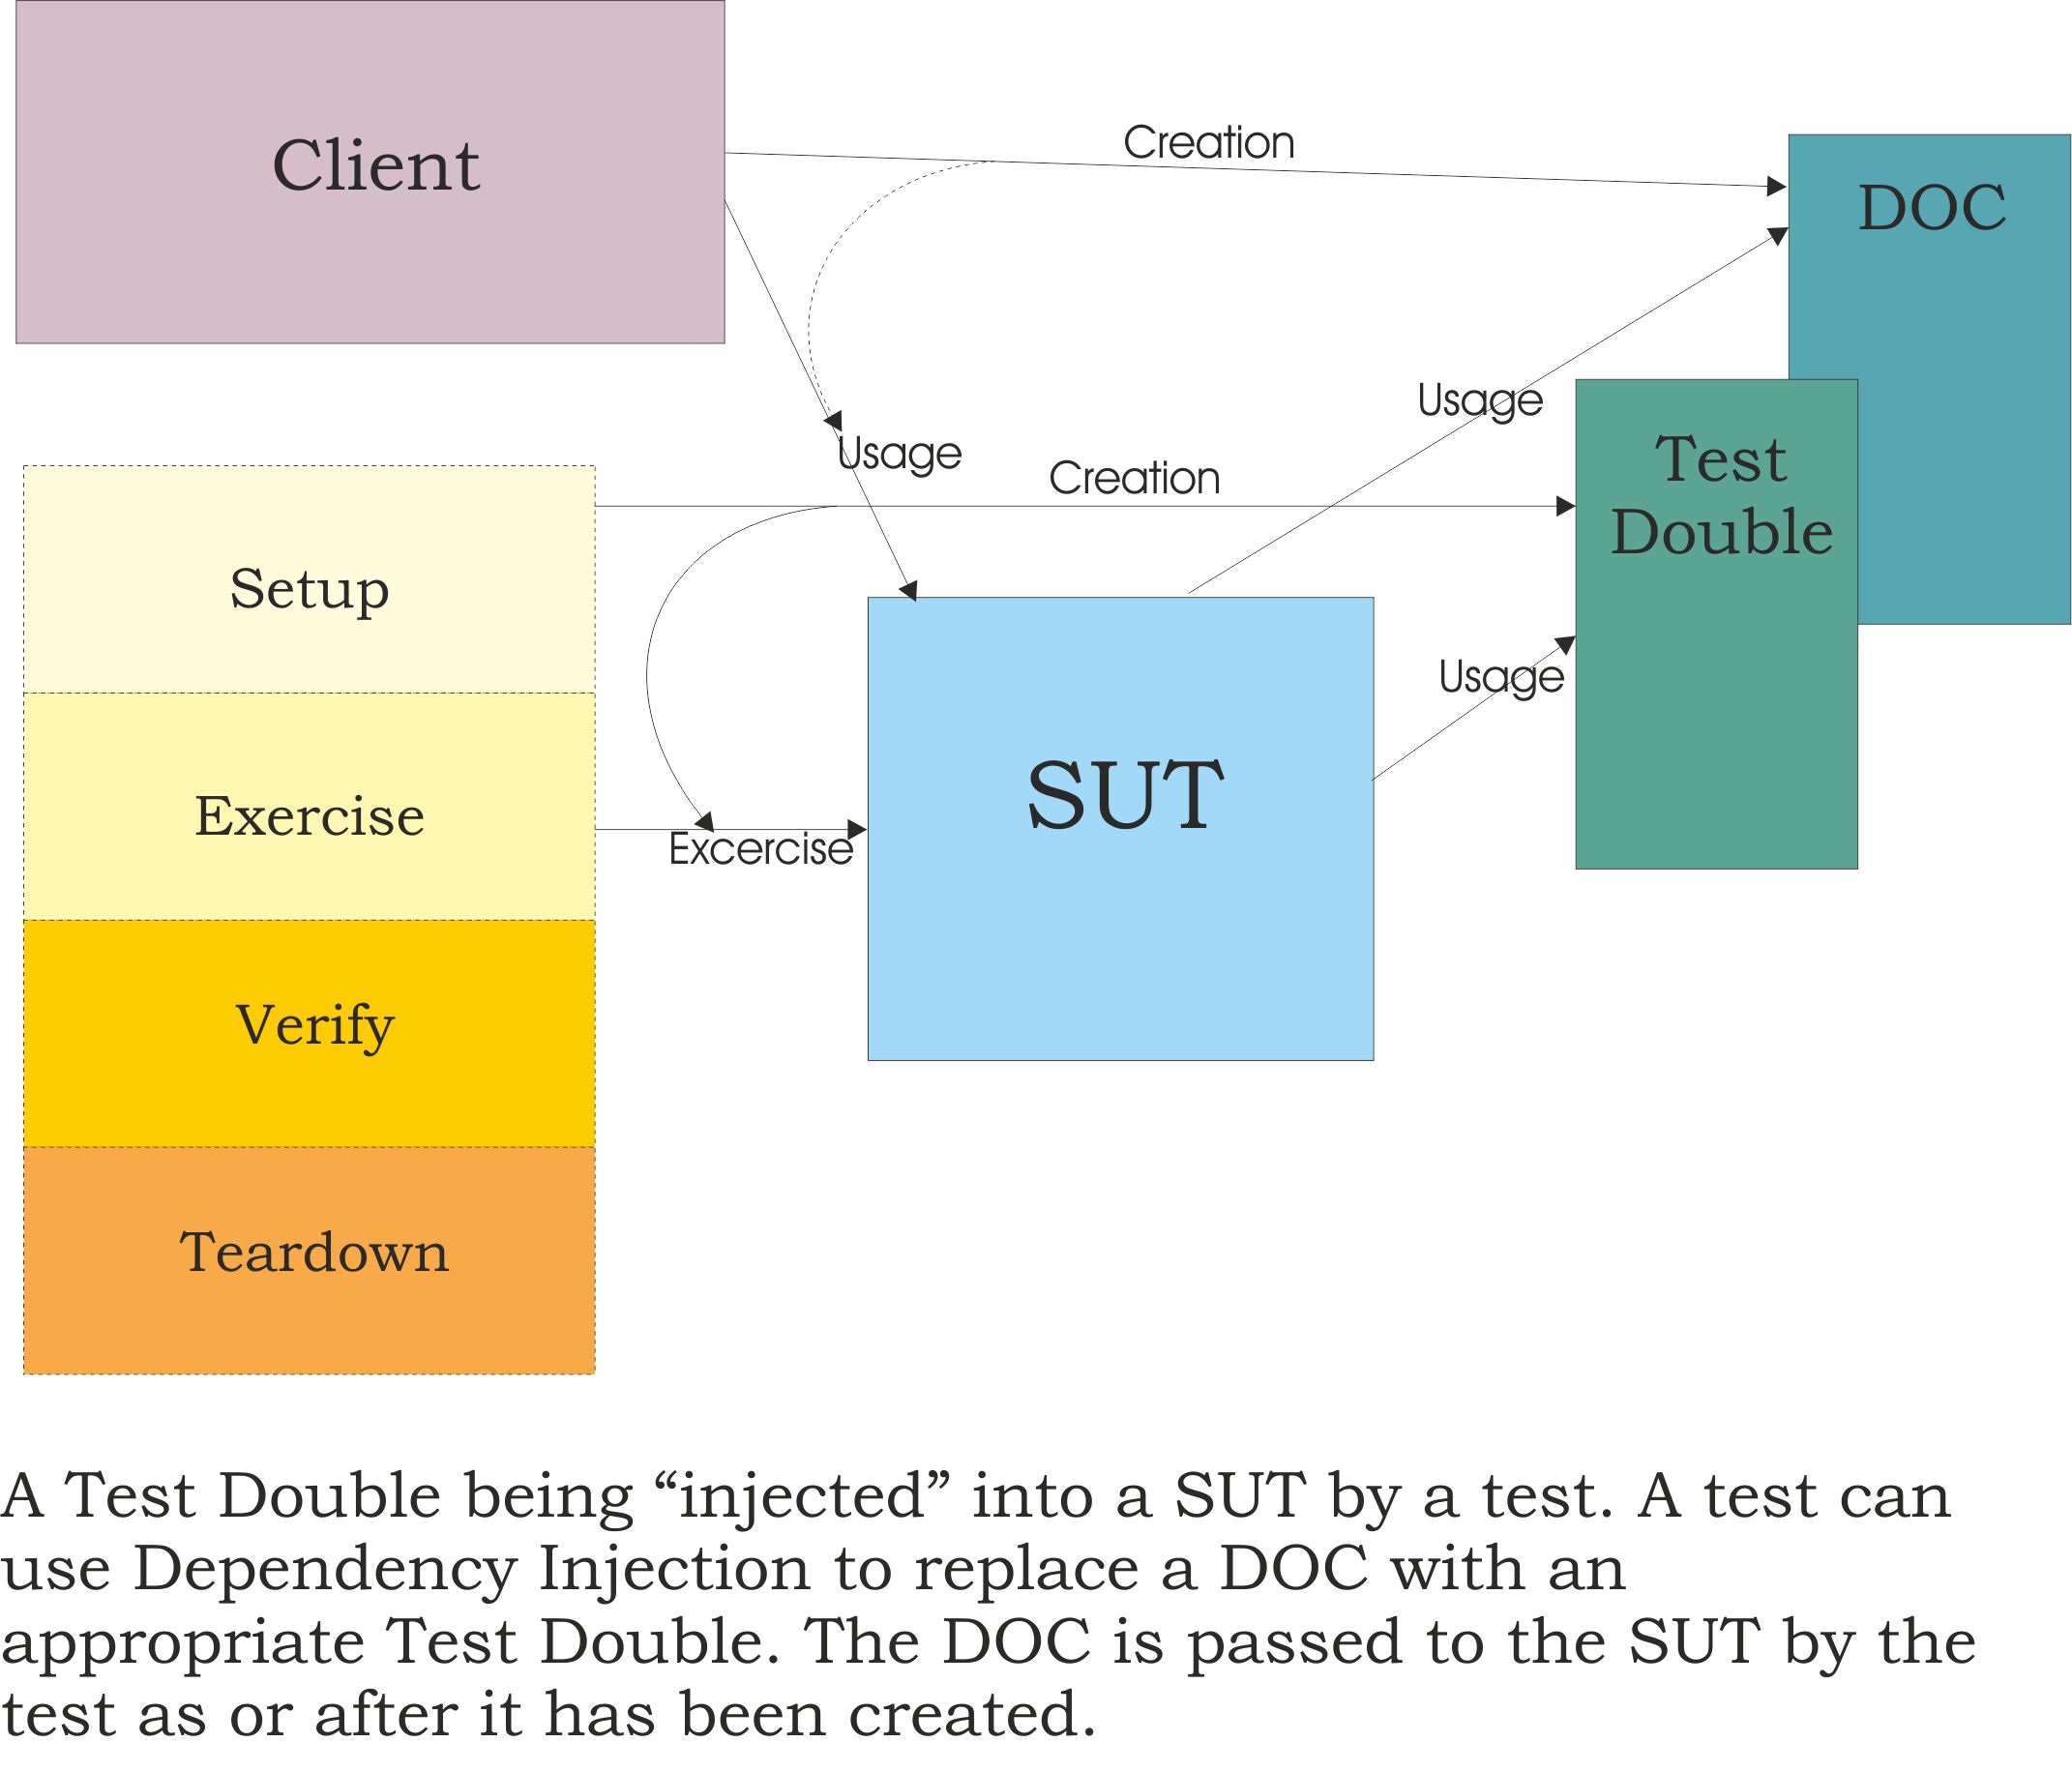 Client
Creation
DOC
Usage
Usage
Creation
Test
Double
Setup
Usage
Exercise
SUT
Excercise
Verify
Teardown
A Test Double being “injected” into a SUT by a test. A test can
use Dependency Injection to replace a DOC with an
appropriate Test Double. The DOC is passed to the SUT by the
test as or after it has been created.